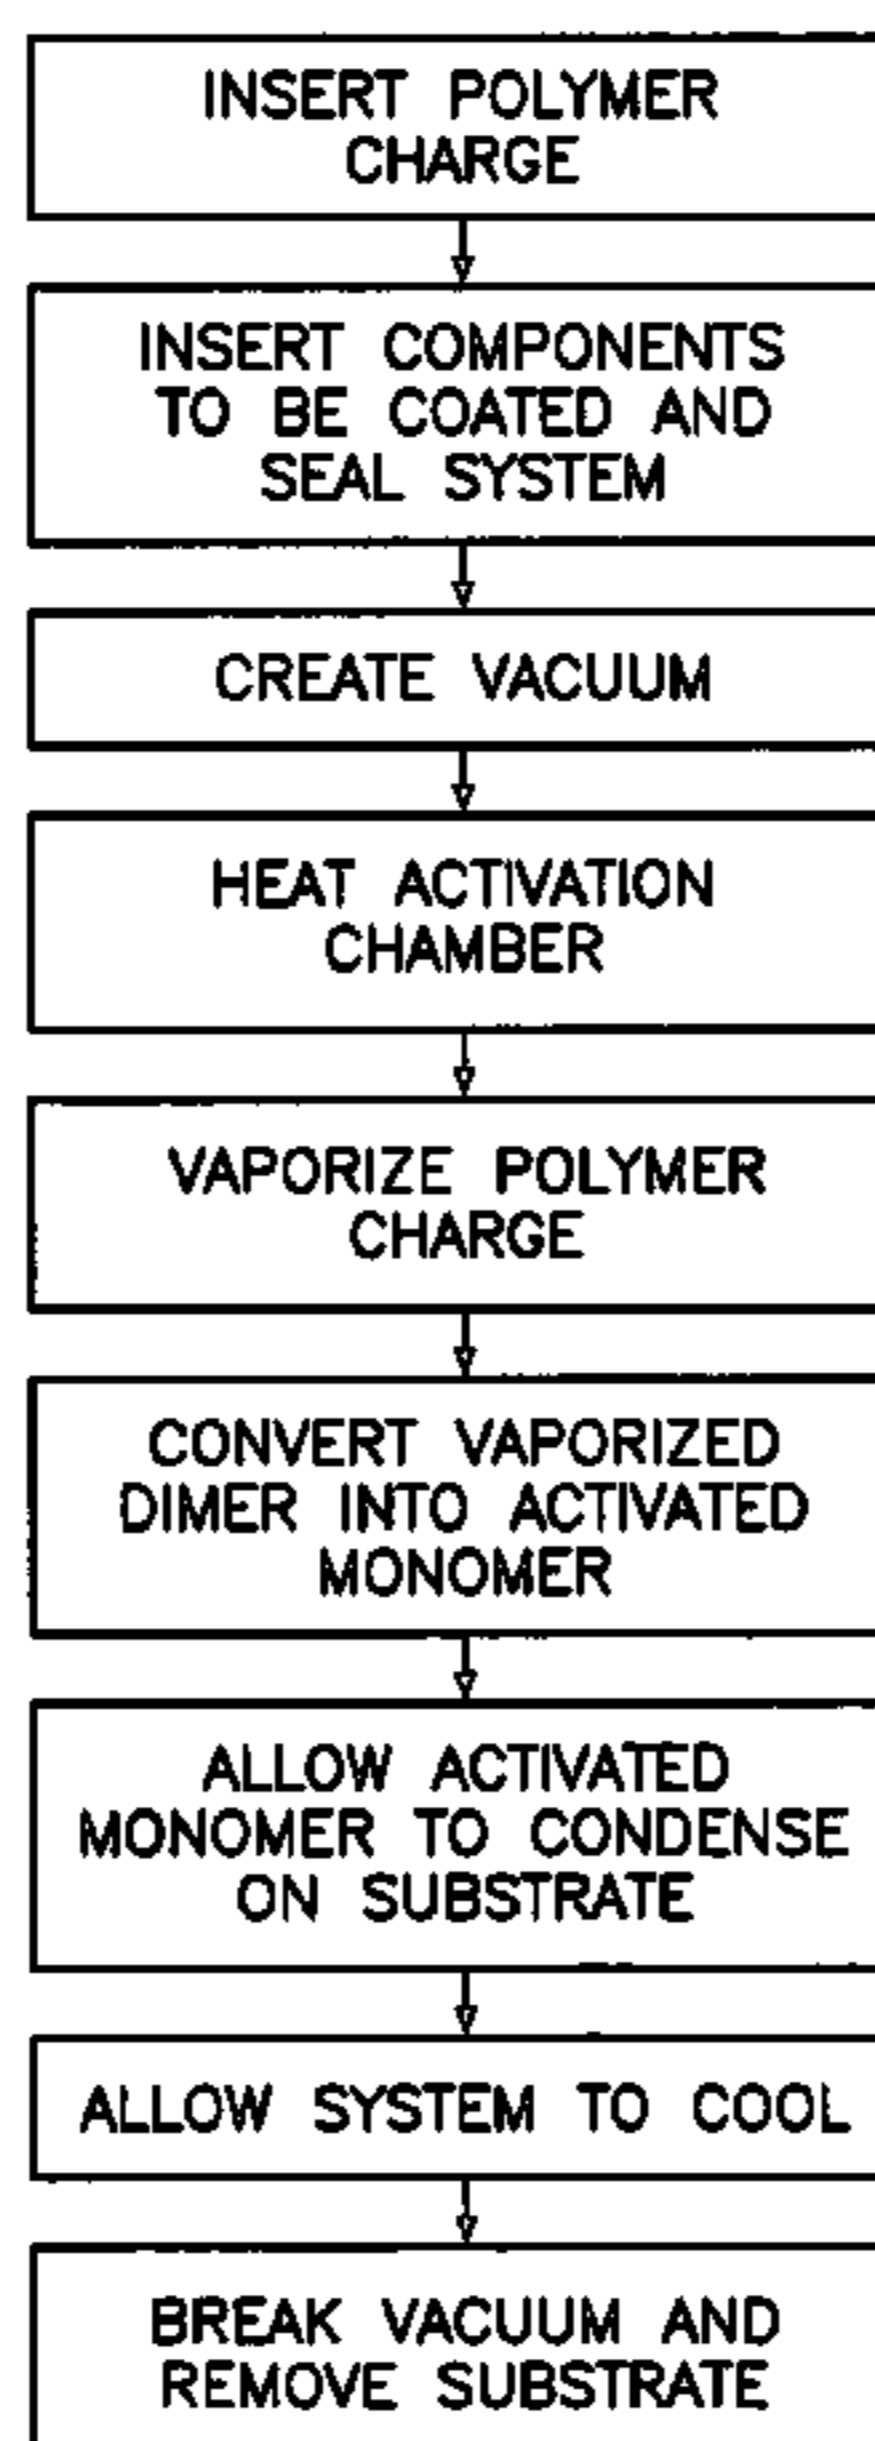 INSERT POLYMER
CHARGE
INSERT COMPONENTS
TO BE COATED AND
SEAL SYSTEM
CREATE VACUUM
HEAT ACTIVATION
CHAMBER
VAPORIZE POLYMER
CHARGE
CONVERT VAPORIZED
DIMER INTO ACTIVATED
MONOMER
ALLOW ACTIVATED
MONOMER TO CONDENSE
ON SUBSTRATE
ALLOW SYSTEM TO COOL
BREAK VACUUM AND
REMOVE SUBSTRATE